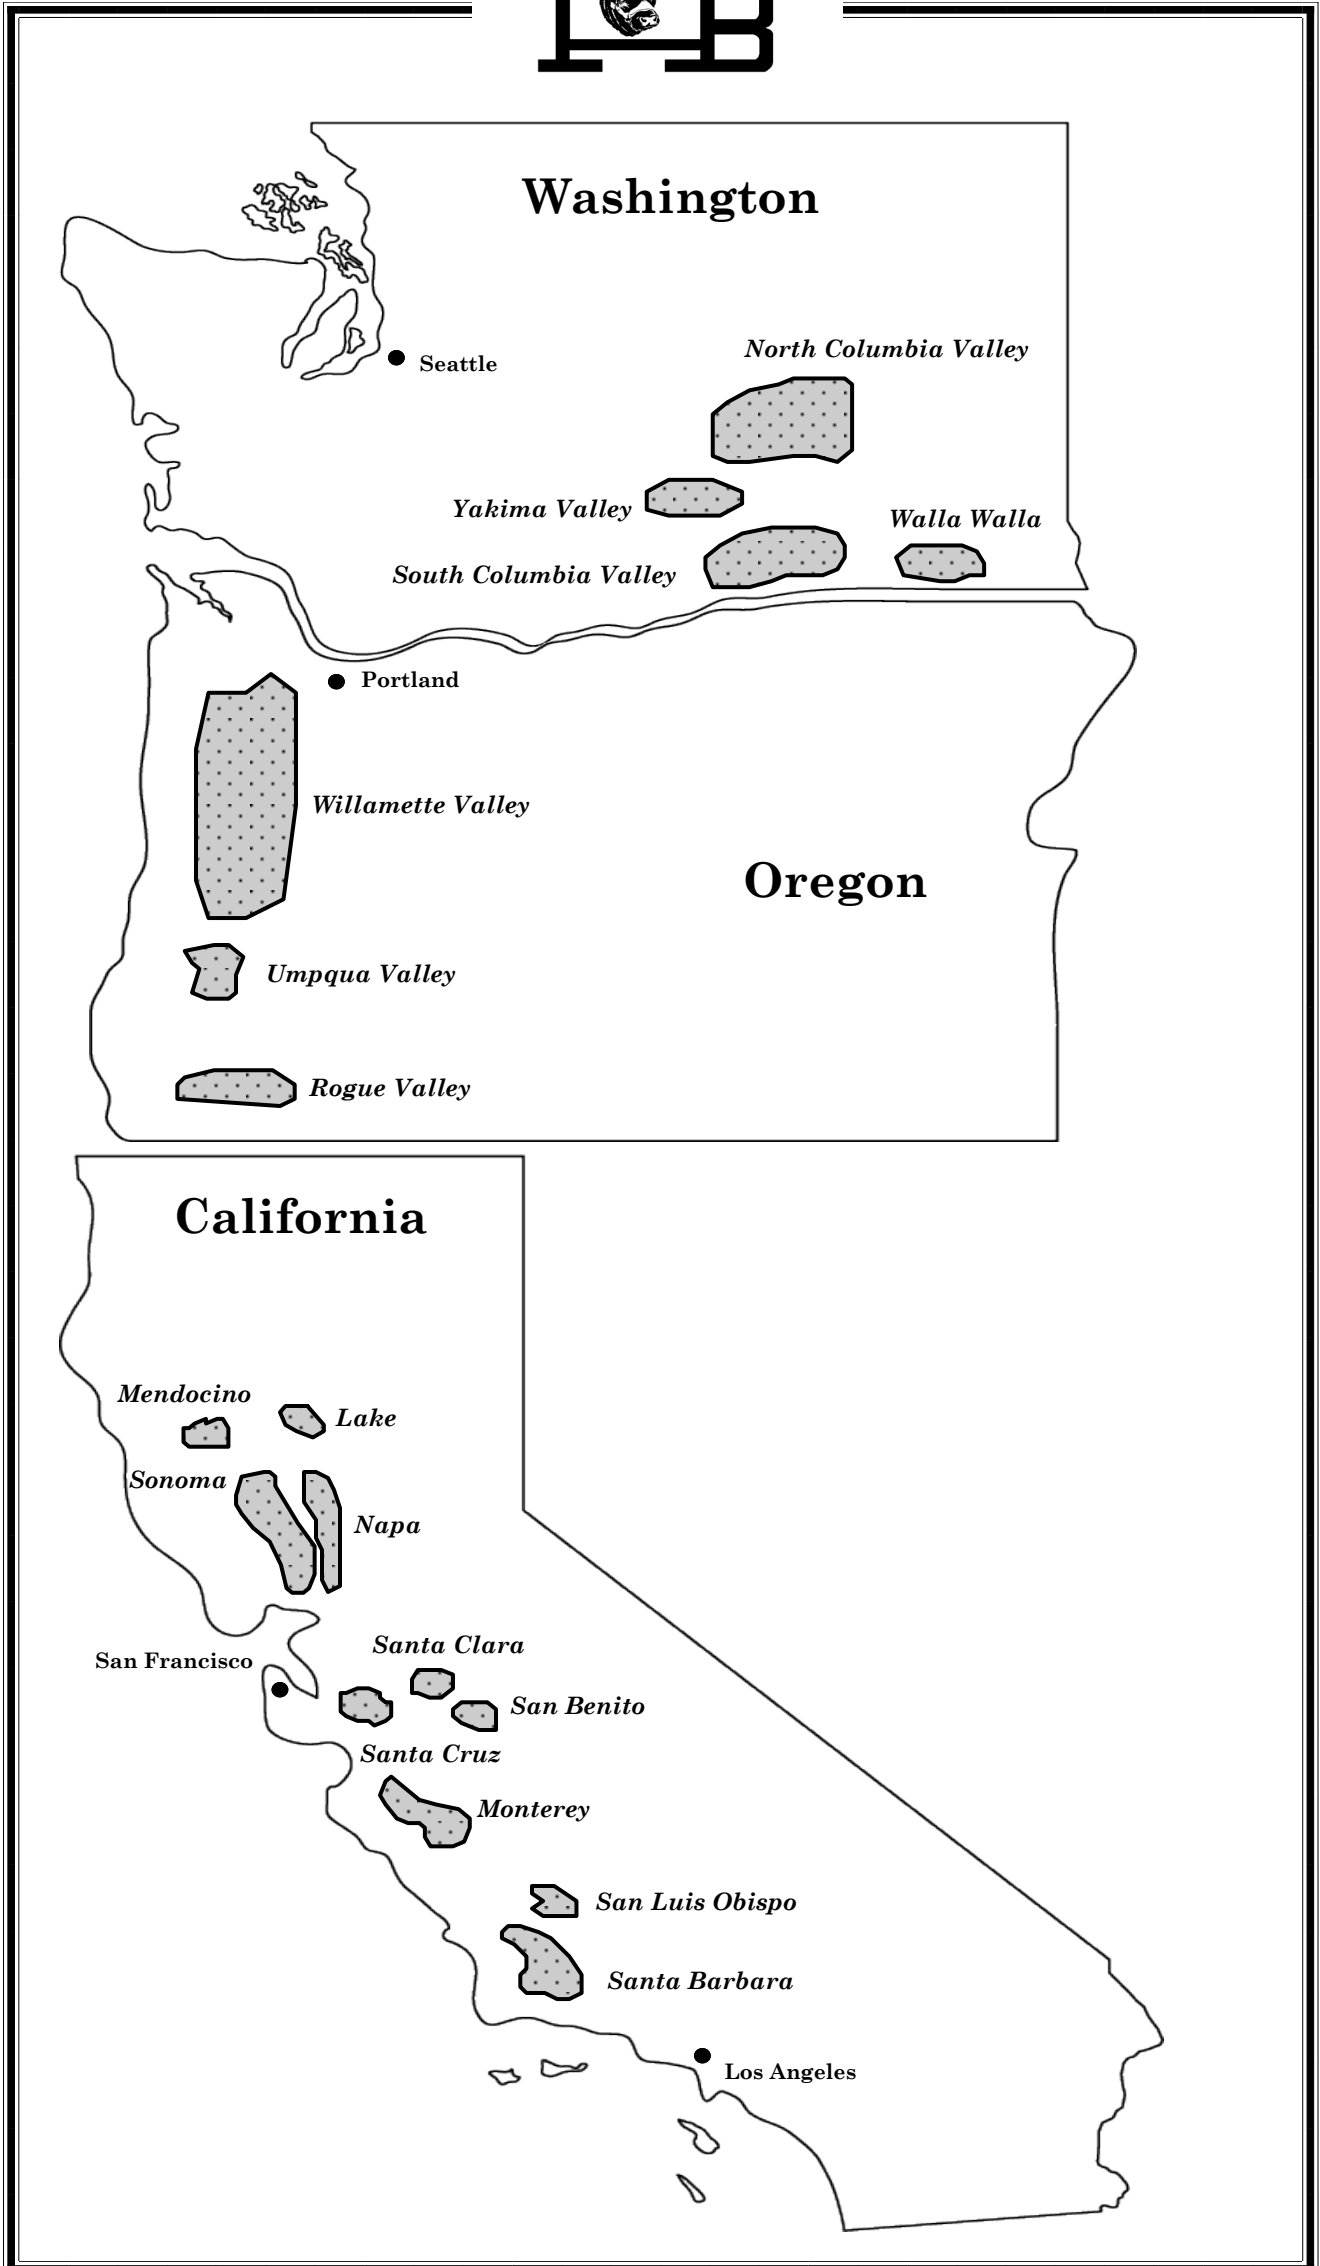 B
Washington
Seattle
North Columbia Valley
Yakima Valley
Walla Walla
South Columbia Valley
Portland
Willamette Valley
Oregon
Umpqua Valley
Rogue Valley
California
Mendocino
Lake
Sonoma
Napa
Santa Clara
San Francisco
San Benito
Santa Cruz
Monterey
San Luis Obispo
Santa Barbara
Los Angeles